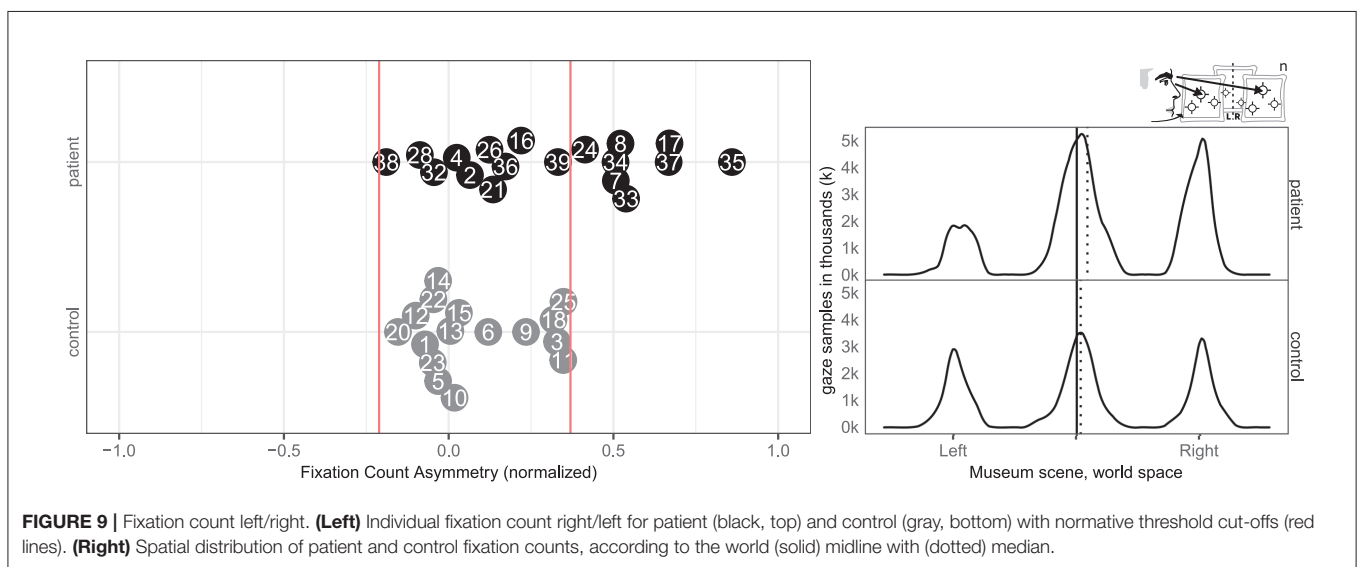 n
L R
patient
38
28
32
4
2
26
36
21
16
39
24
8
34
7
33
17
37
35
control
14
22
12
15
20
13
1
23
5
10
6
9
25
18
3
11
−1.0 −0.5 0.0 0.5 1.0
Fixation Count Asymmetry (normalized)
gaze samples in thousands (k)
5k
4k
3k
2k
1k
0k
patient
5k
4k
3k
2k
1k
0k
control
Left Right
Museum scene, world space
FIGURE 9 | Fixation count left/right. (Left) Individual fixation count right/left for patient (black, top) and control (gray, bottom) with normative threshold cut-offs (red
lines). (Right) Spatial distribution of patient and control fixation counts, according to the world (solid) midline with (dotted) median.